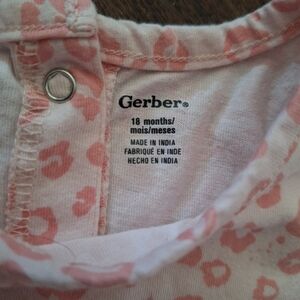 Gerber®
18 months/
mois/meses
MADE IN INDIA
FABRIQUÉ EN INDE
HECHO EN INDIA